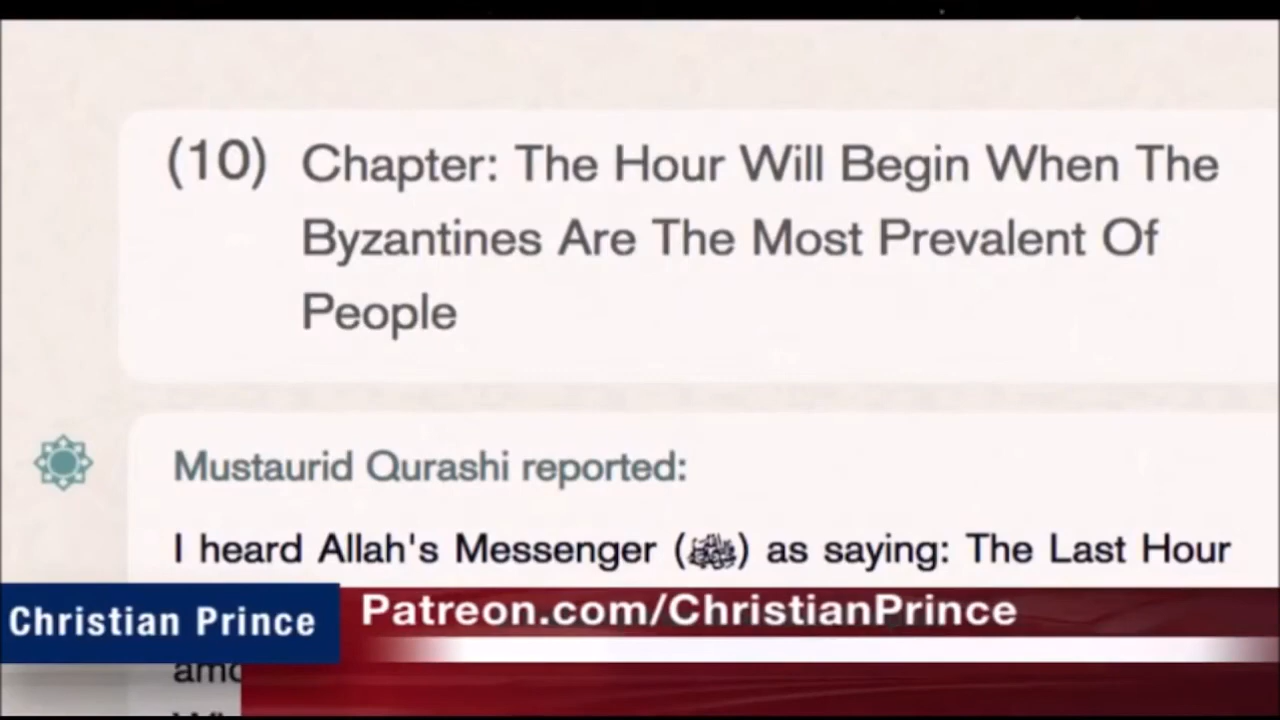 (10) Chapter: The Hour Will Begin When The
Byzantines Are The Most Prevalent Of
People
Mustaurid Qurashi reported:
I heard Allah's Messenger (ﷺ) as saying: The Last Hour
Christian Prince
Patreon.com/ChristianPrince